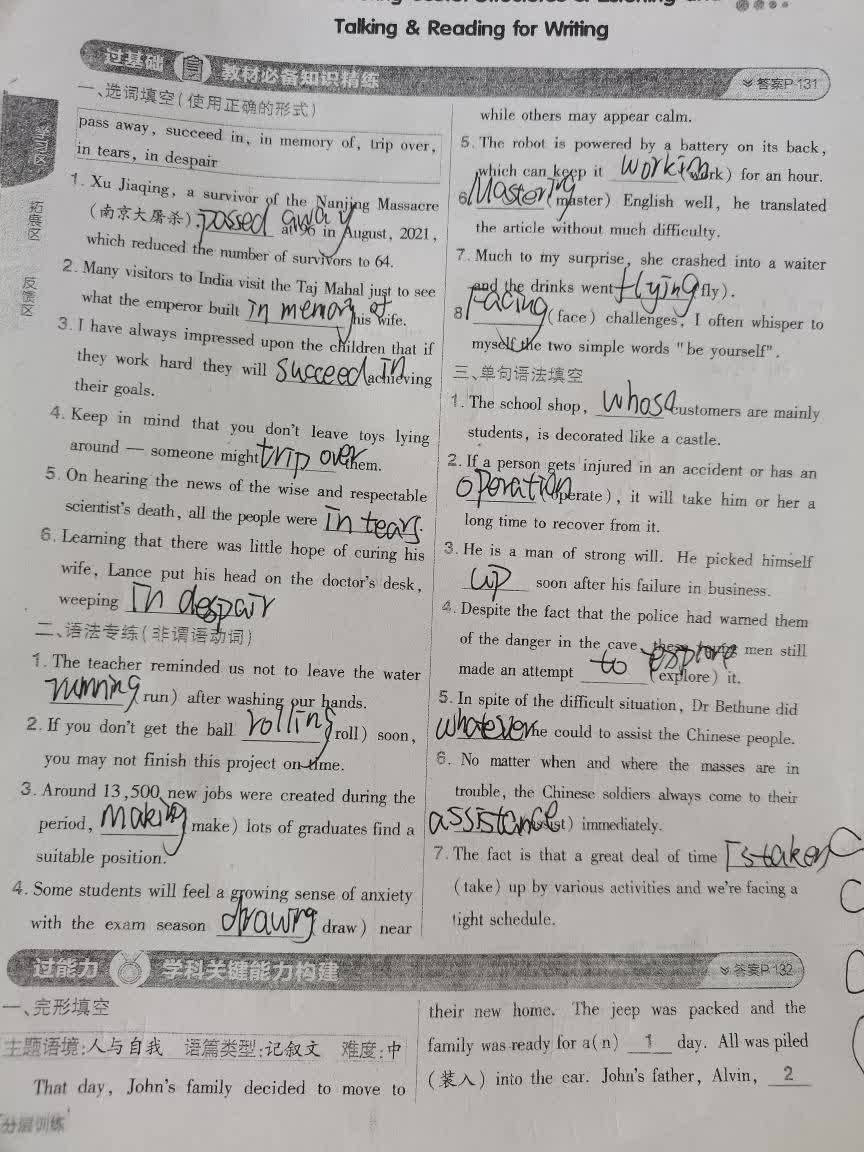 Talking & Reading for Writing
过基础 教材必备知识精练
答案P131
一、选词填空(使用正确的形式)
pass away, succeed in, in memory of, trip over,
in tears, in despair
1. Xu Jiaqing, a survivor of the Nanjing Massacre
(南京大屠杀), passed away at 96 in August, 2021,
which reduced the number of survivors to 64.
2. Many visitors to India visit the Taj Mahal just to see
what the emperor built in memory of his wife.
3. I have always impressed upon the children that if
they work hard they will succeed in achieving
their goals.
4. Keep in mind that you don't leave toys lying
around — someone might trip over them.
5. On hearing the news of the wise and respectable
scientist's death, all the people were in tears.
6. Learning that there was little hope of curing his
wife, Lance put his head on the doctor's desk,
weeping in despair
二、语法专练(非谓语动词)
1. The teacher reminded us not to leave the water
running (run) after washing our hands.
2. If you don't get the ball rolling (roll) soon,
you may not finish this project on time.
3. Around 13,500 new jobs were created during the
period, making (make) lots of graduates find a
suitable position.
4. Some students will feel a growing sense of anxiety
with the exam season drawing (draw) near
while others may appear calm.
5. The robot is powered by a battery on its back,
which can keep it working (work) for an hour.
6. Mastering (master) English well, he translated
the article without much difficulty.
7. Much to my surprise, she crashed into a waiter
and the drinks went flying (fly).
8. Facing (face) challenges, I often whisper to
myself the two simple words "be yourself".
三、单句语法填空
1. The school shop, whose customers are mainly
students, is decorated like a castle.
2. If a person gets injured in an accident or has an
operation (operate), it will take him or her a
long time to recover from it.
3. He is a man of strong will. He picked himself
up soon after his failure in business.
4. Despite the fact that the police had warned them
of the danger in the cave, these men still
made an attempt to explore (explore) it.
5. In spite of the difficult situation, Dr Bethune did
whatever he could to assist the Chinese people.
6. No matter when and where the masses are in
trouble, the Chinese soldiers always come to their
assistance (assist) immediately.
7. The fact is that a great deal of time is taken
(take) up by various activities and we're facing a
tight schedule.
学习区
拓展区
反馈区
过能力 学科关键能力构建
答案P132
一、完形填空
主题语境:人与自我 语篇类型:记叙文 难度:中
That day, John's family decided to move to
their new home. The jeep was packed and the
family was ready for a(n) 1 day. All was piled
(装入) into the car. John's father, Alvin, 2
分层训练